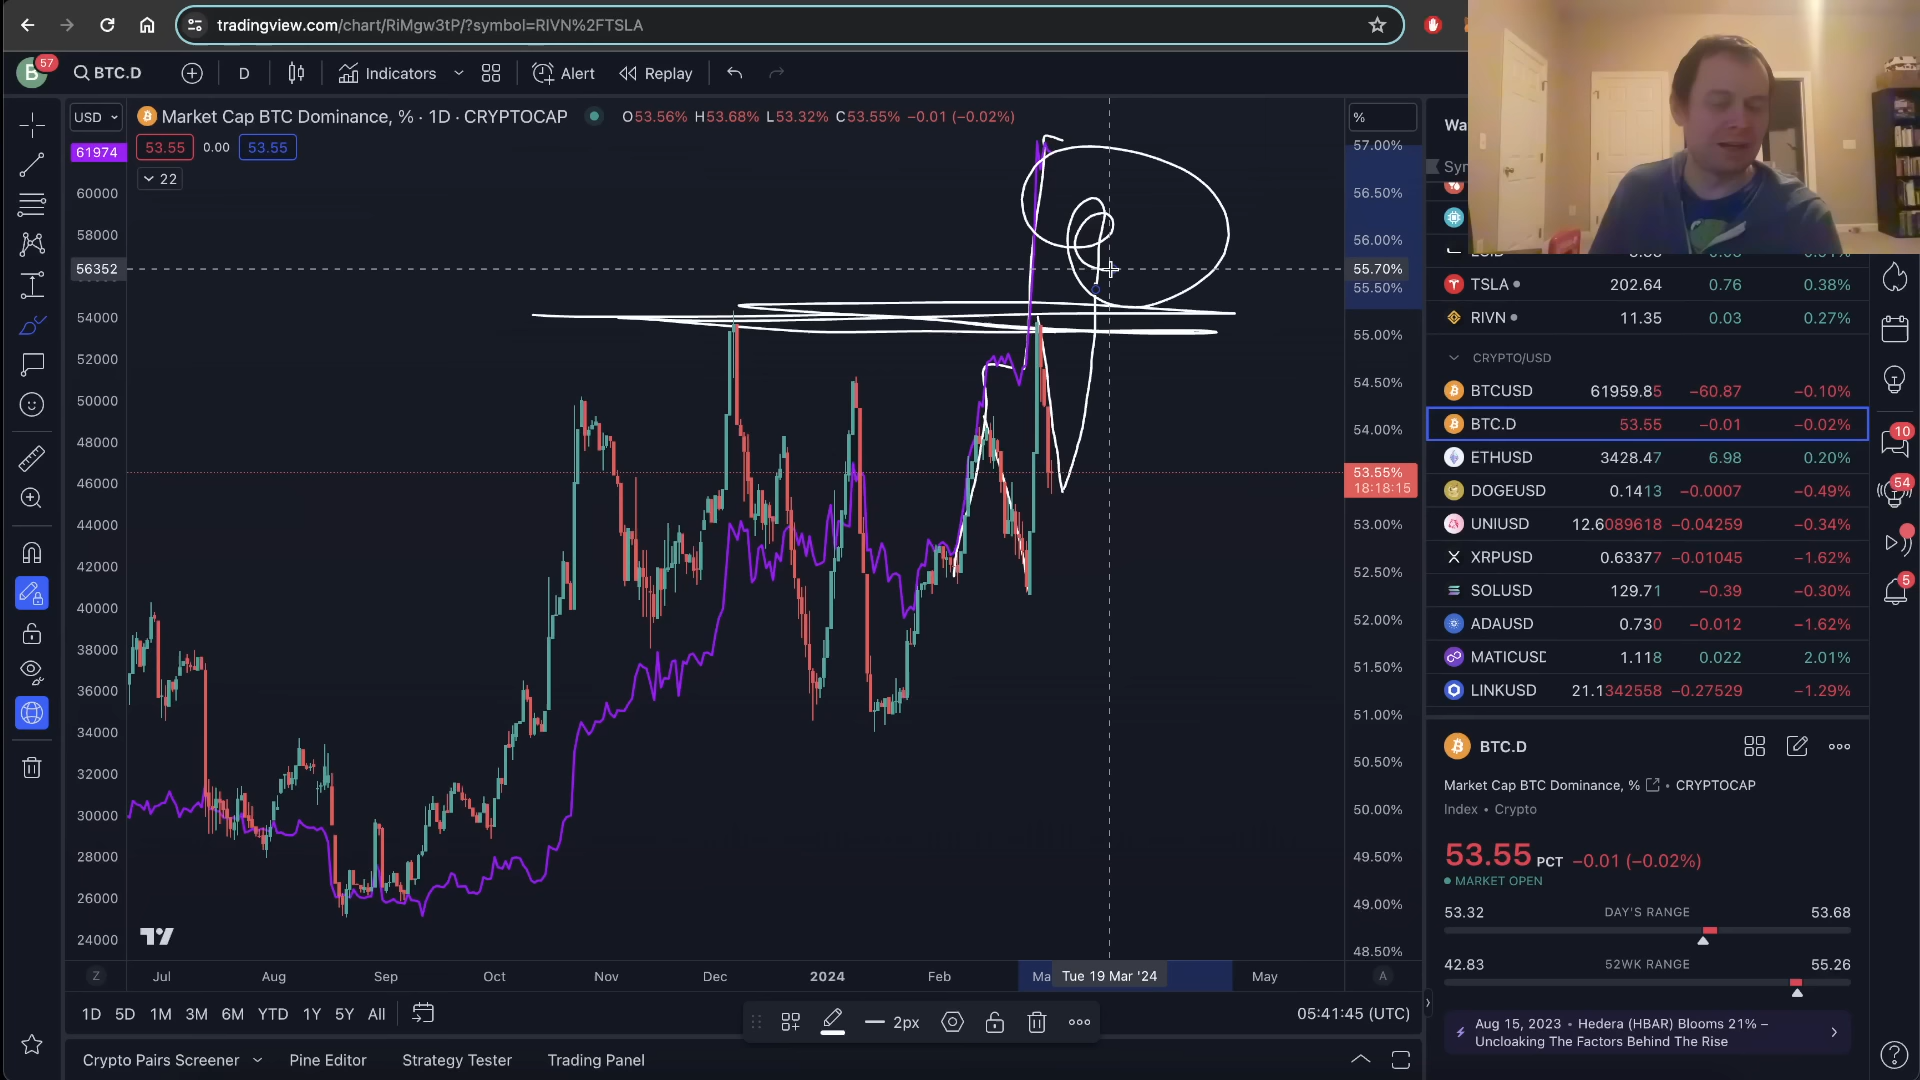 tradingview.com/chart/RiMgw3tP/?symbol=RIVN%2FTSLA
B 57 BTC.D D Indicators Alert Replay
USD Market Cap BTC Dominance, % · 1D · CRYPTOCAP O53.56% H53.68% L53.32% C53.55% −0.01 (−0.02%) %
53.55 0.00 53.55
22
61974
60000
58000
56352
54000
52000
50000
48000
46000
44000
42000
40000
38000
36000
34000
32000
30000
28000
26000
24000
57.00%
56.50%
56.00%
55.70%
55.50%
55.00%
54.50%
54.00%
53.55%
18:18:15
53.00%
52.50%
52.00%
51.50%
51.00%
50.50%
50.00%
49.50%
49.00%
48.50%
Z Jul Aug Sep Oct Nov Dec 2024 Feb Ma Tue 19 Mar '24 May A
1D 5D 1M 3M 6M YTD 1Y 5Y All 2px 05:41:45 (UTC)
Crypto Pairs Screener Pine Editor Strategy Tester Trading Panel
Wa
Syr
TSLA 202.64 0.76 0.38%
RIVN 11.35 0.03 0.27%
CRYPTO/USD
BTCUSD 61959.85 −60.87 −0.10%
BTC.D 53.55 −0.01 −0.02%
ETHUSD 3428.47 6.98 0.20%
DOGEUSD 0.1413 −0.0007 −0.49%
UNIUSD 12.6089618 −0.04259 −0.34%
XRPUSD 0.63377 −0.01045 −1.62%
SOLUSD 129.71 −0.39 −0.30%
ADAUSD 0.730 −0.012 −1.62%
MATICUSD 1.118 0.022 2.01%
LINKUSD 21.1342558 −0.27529 −1.29%
BTC.D
Market Cap BTC Dominance, % • CRYPTOCAP
Index • Crypto
53.55 PCT −0.01 (−0.02%)
MARKET OPEN
53.32 DAY'S RANGE 53.68
42.83 52WK RANGE 55.26
Aug 15, 2023 • Hedera (HBAR) Blooms 21% –
Uncloaking The Factors Behind The Rise
10
54
5